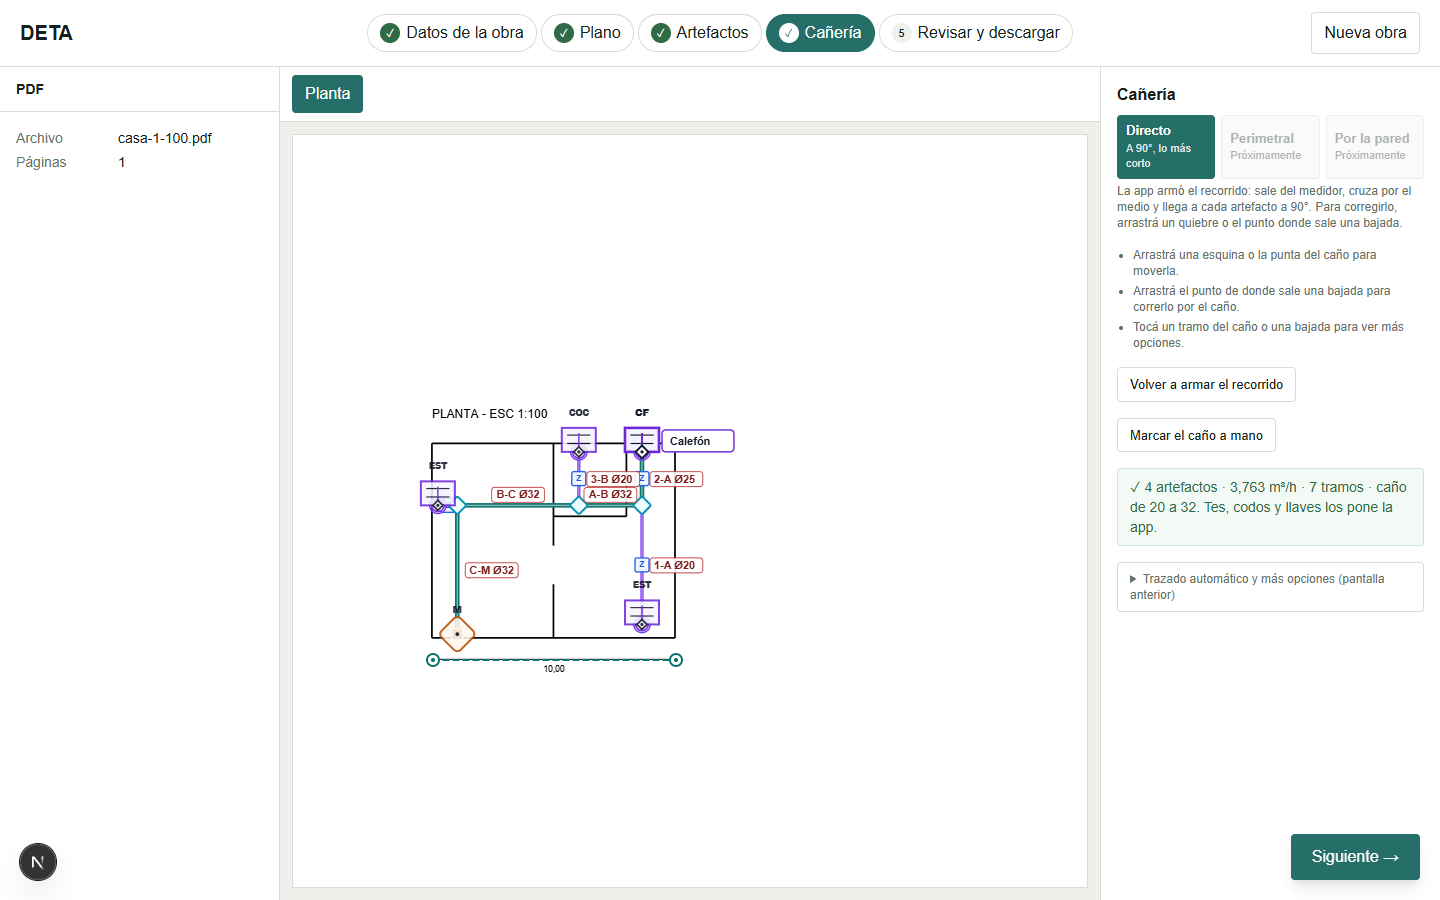 DETA
✓ Datos de la obra
✓ Plano
✓ Artefactos
✓ Cañería
5 Revisar y descargar
Nueva obra
PDF
Archivo casa-1-100.pdf
Páginas 1
Planta
PLANTA - ESC 1:100
COC
CF
Calefón
EST
Z
3-B Ø20
Z
2-A Ø25
B-C Ø32
A-B Ø32
C-M Ø32
Z
1-A Ø20
EST
M
10,00
Cañería
Directo
A 90°, lo más
corto
Perimetral
Próximamente
Por la pared
Próximamente
La app armó el recorrido: sale del medidor, cruza por el
medio y llega a cada artefacto a 90°. Para corregirlo,
arrastrá un quiebre o el punto donde sale una bajada.
• Arrastrá una esquina o la punta del caño para
moverla.
• Arrastrá el punto de donde sale una bajada para
correrlo por el caño.
• Tocá un tramo del caño o una bajada para ver más
opciones.
Volver a armar el recorrido
Marcar el caño a mano
✓ 4 artefactos · 3,763 m³/h · 7 tramos · caño
de 20 a 32. Tes, codos y llaves los pone la
app.
▶ Trazado automático y más opciones (pantalla
anterior)
N
Siguiente →